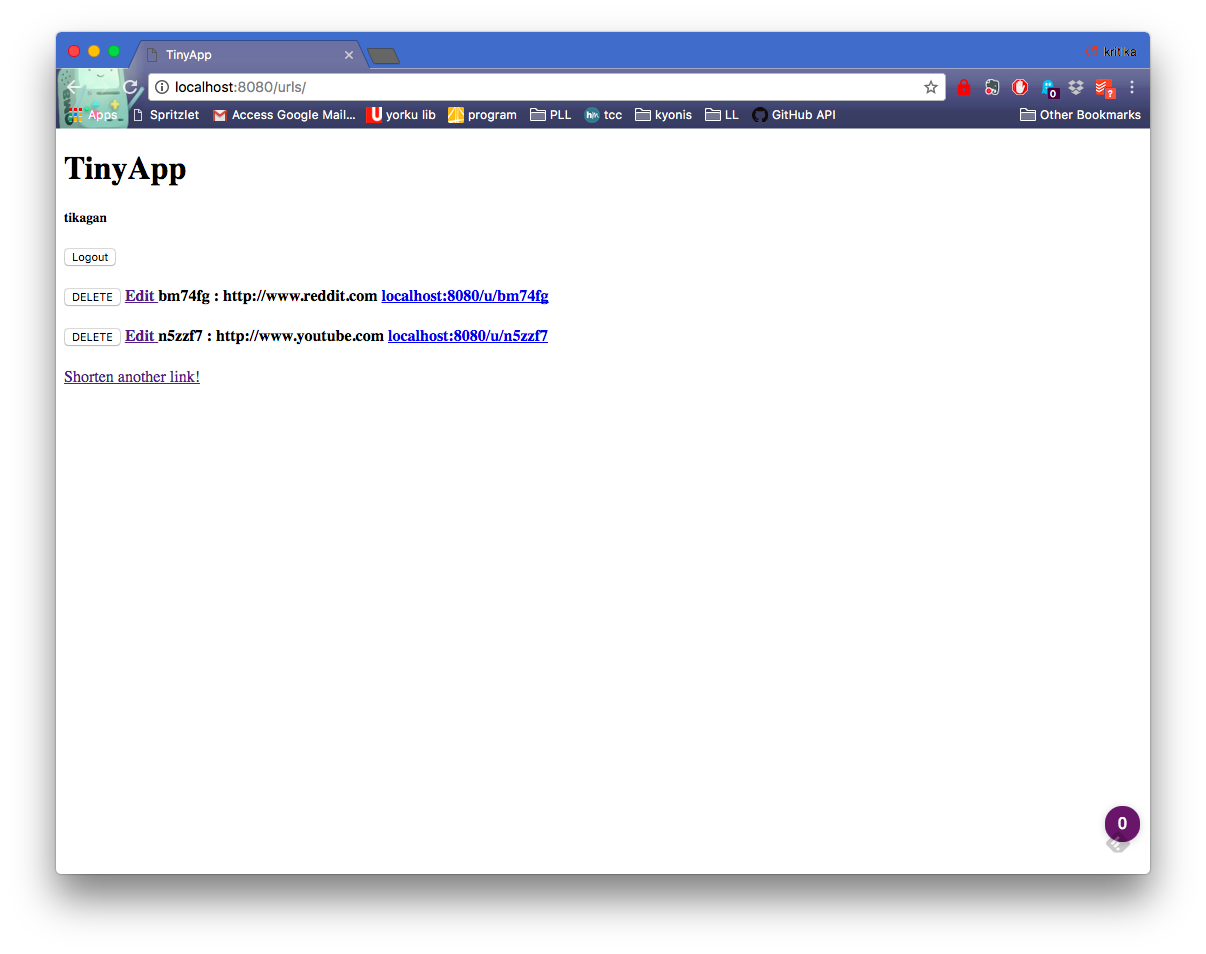 TinyApp
kritika
localhost:8080/urls/
0
?
Apps Spritzlet Access Google Mail... U yorku lib program PLL tcc kyonis LL GitHub API Other Bookmarks
TinyApp
tikagan
Logout
DELETE Edit bm74fg : http://www.reddit.com localhost:8080/u/bm74fg
DELETE Edit n5zzf7 : http://www.youtube.com localhost:8080/u/n5zzf7
Shorten another link!
0